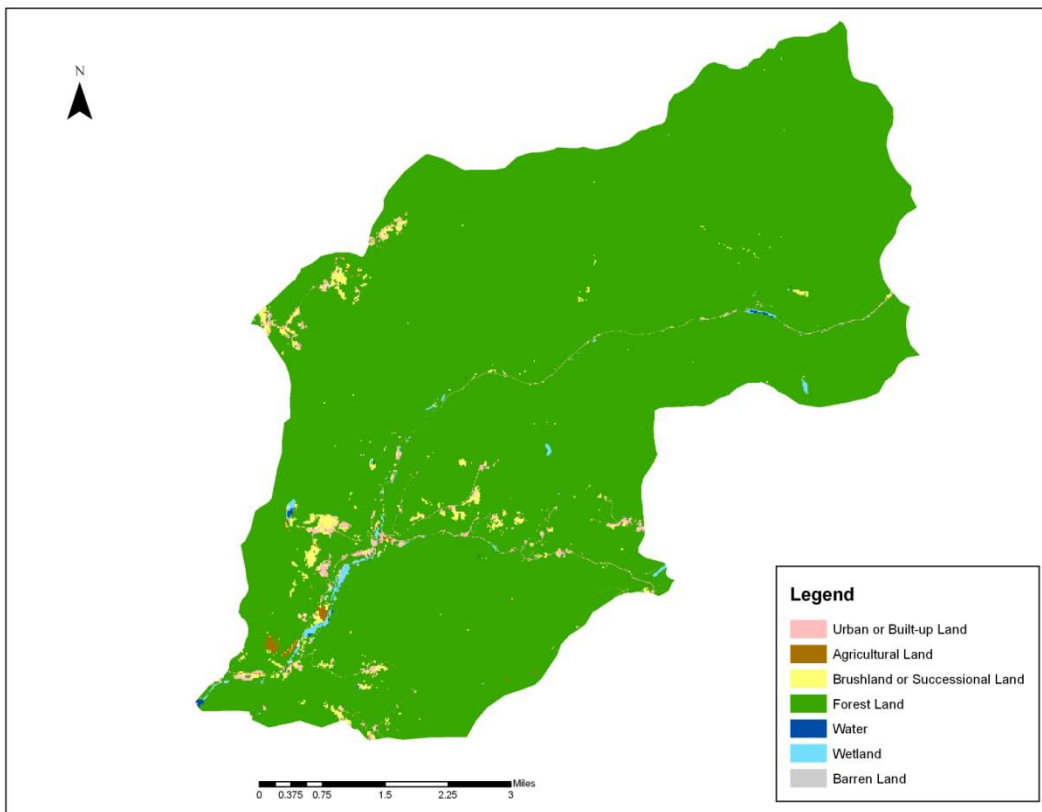 N
Legend
Urban or Built-up Land
Agricultural Land
Brushland or Successional Land
Forest Land
Water
Wetland
Barren Land
Miles
0 0.375 0.75 1.5 2.25 3